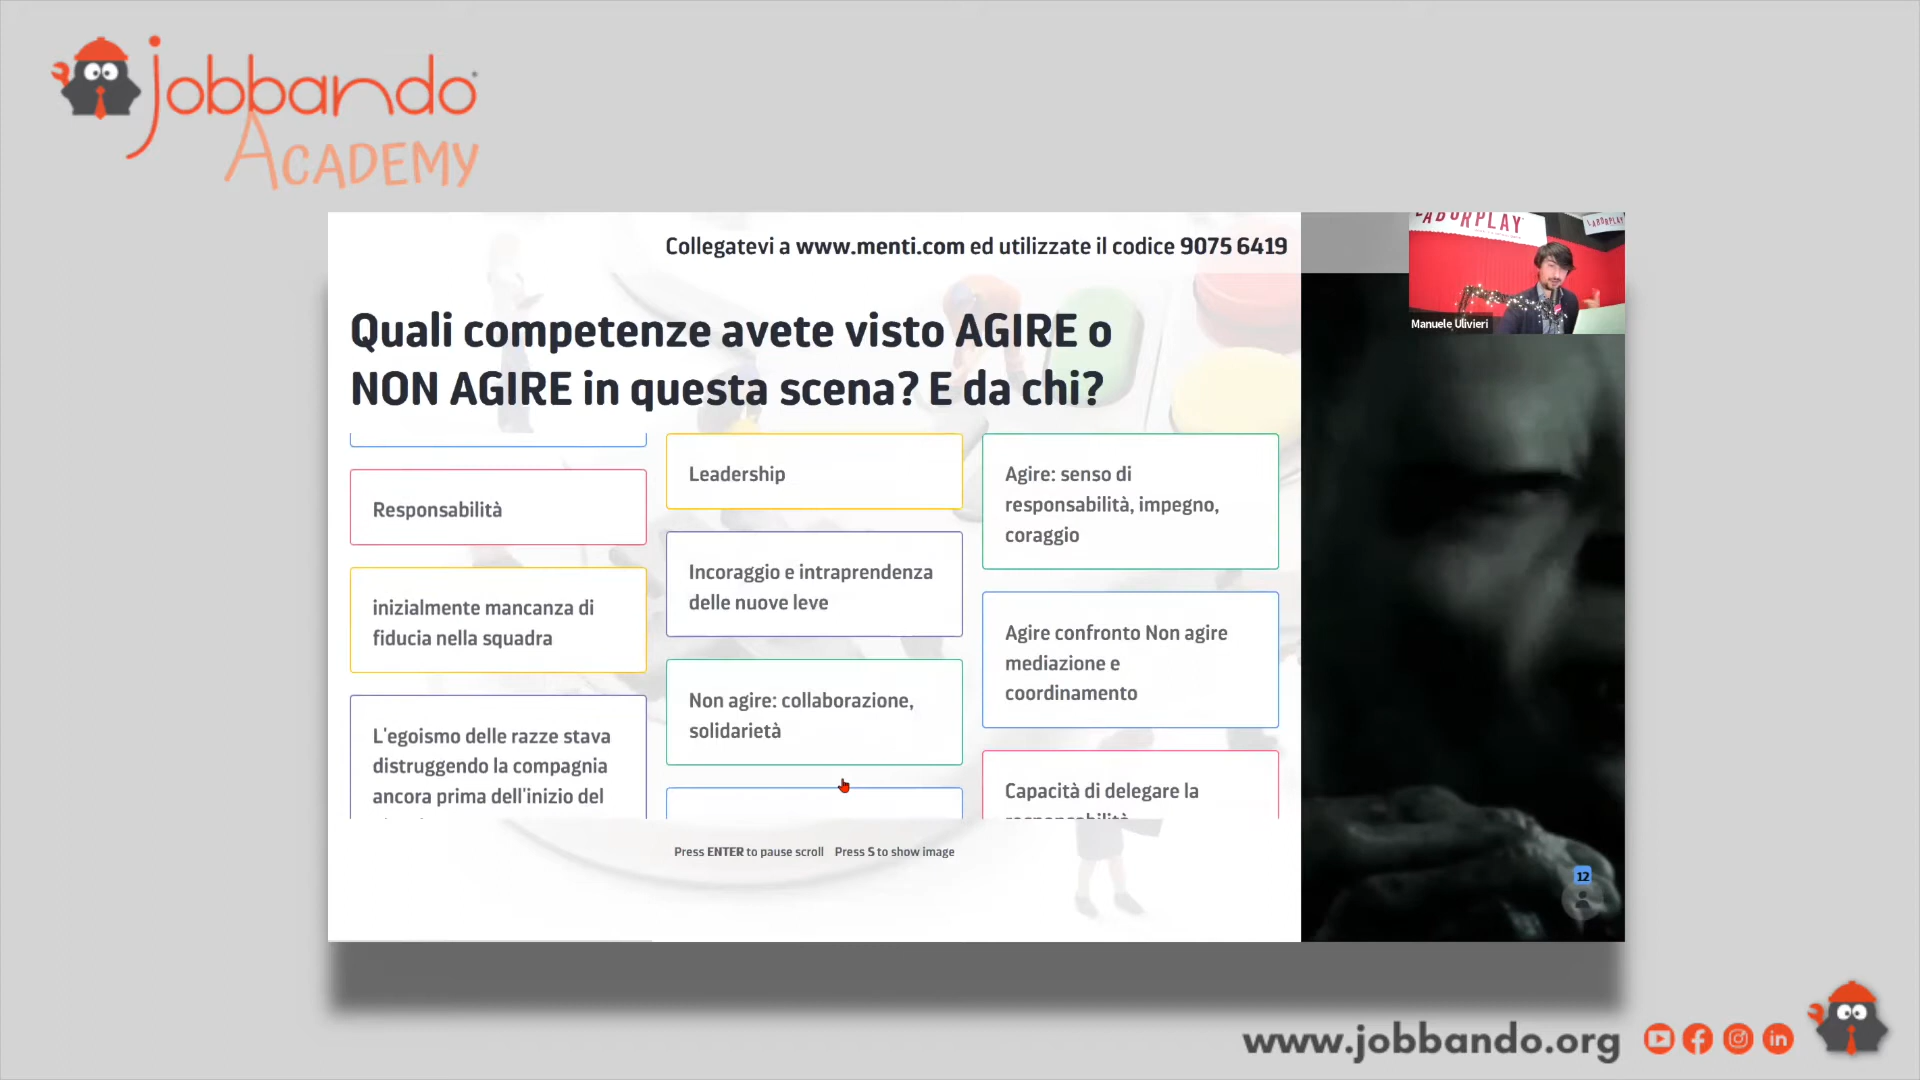 jobbando
ACADEMY
Collegatevi a www.menti.com ed utilizzate il codice 9075 6419
LABORPLAY
LABORPLAY
Manuele Ulivieri
Quali competenze avete visto AGIRE o
NON AGIRE in questa scena? E da chi?
Responsabilità
inizialmente mancanza di
fiducia nella squadra
L'egoismo delle razze stava
distruggendo la compagnia
ancora prima dell'inizio del
Leadership
Incoraggio e intraprendenza
delle nuove leve
Non agire: collaborazione,
solidarietà
Agire: senso di
responsabilità, impegno,
coraggio
Agire confronto Non agire
mediazione e
coordinamento
Capacità di delegare la
responsabilità
Press ENTER to pause scroll Press S to show image
12
www.jobbando.org